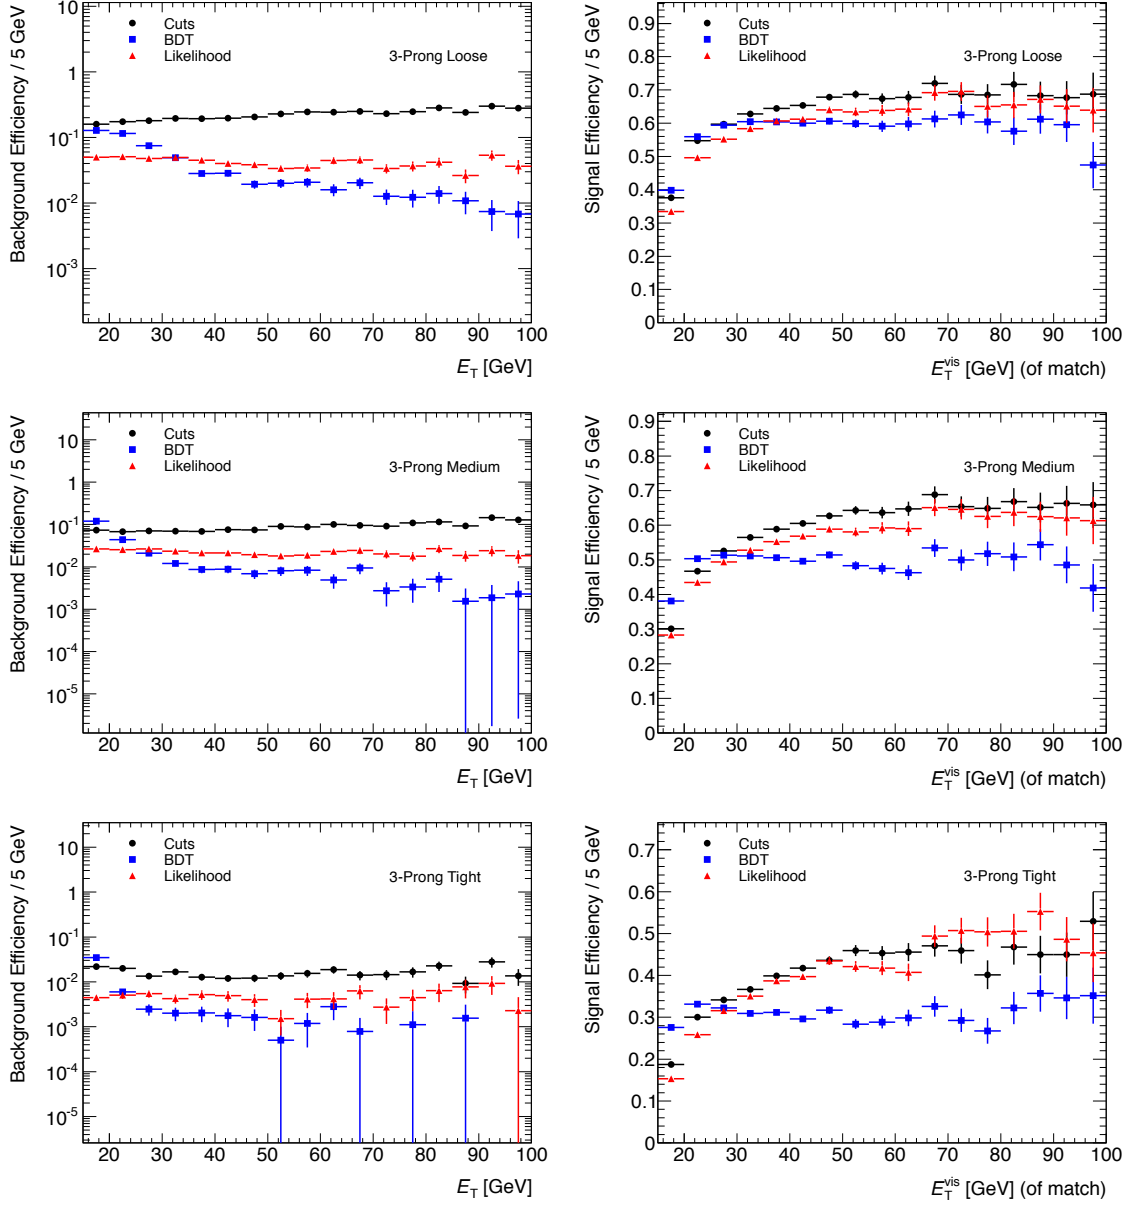 Background Efficiency / 5 GeV
10
1
10⁻¹
10⁻²
10⁻³
Cuts
BDT
Likelihood
3-Prong Loose
20 30 40 50 60 70 80 90 100
E_T [GeV]
Signal Efficiency / 5 GeV
0.9
0.8
0.7
0.6
0.5
0.4
0.3
0.2
0.1
0
Cuts
BDT
Likelihood
3-Prong Loose
20 30 40 50 60 70 80 90 100
E_T^vis [GeV] (of match)
Background Efficiency / 5 GeV
10
1
10⁻¹
10⁻²
10⁻³
10⁻⁴
10⁻⁵
Cuts
BDT
Likelihood
3-Prong Medium
20 30 40 50 60 70 80 90 100
E_T [GeV]
Signal Efficiency / 5 GeV
0.9
0.8
0.7
0.6
0.5
0.4
0.3
0.2
0.1
0
Cuts
BDT
Likelihood
3-Prong Medium
20 30 40 50 60 70 80 90 100
E_T^vis [GeV] (of match)
Background Efficiency / 5 GeV
10
1
10⁻¹
10⁻²
10⁻³
10⁻⁴
10⁻⁵
Cuts
BDT
Likelihood
3-Prong Tight
20 30 40 50 60 70 80 90 100
E_T [GeV]
Signal Efficiency / 5 GeV
0.7
0.6
0.5
0.4
0.3
0.2
0.1
0
Cuts
BDT
Likelihood
3-Prong Tight
20 30 40 50 60 70 80 90 100
E_T^vis [GeV] (of match)